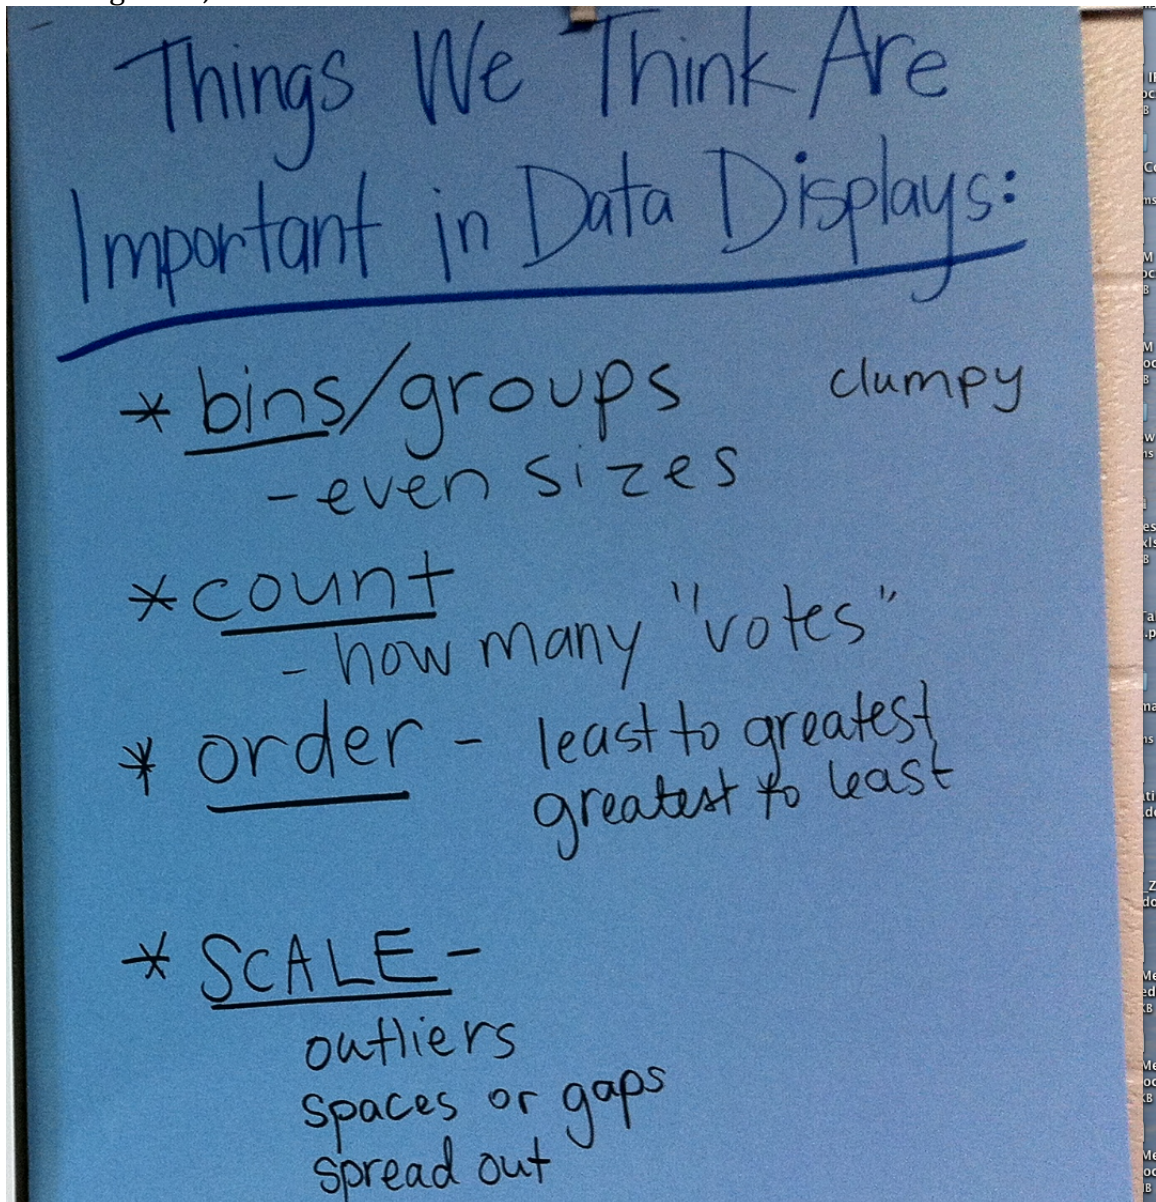 Things We Think Are
Important in Data Displays:
* bins/groups clumpy
- even sizes
* count
- how many "votes"
* order - least to greatest
greatest to least
* SCALE -
outliers
spaces or gaps
spread out